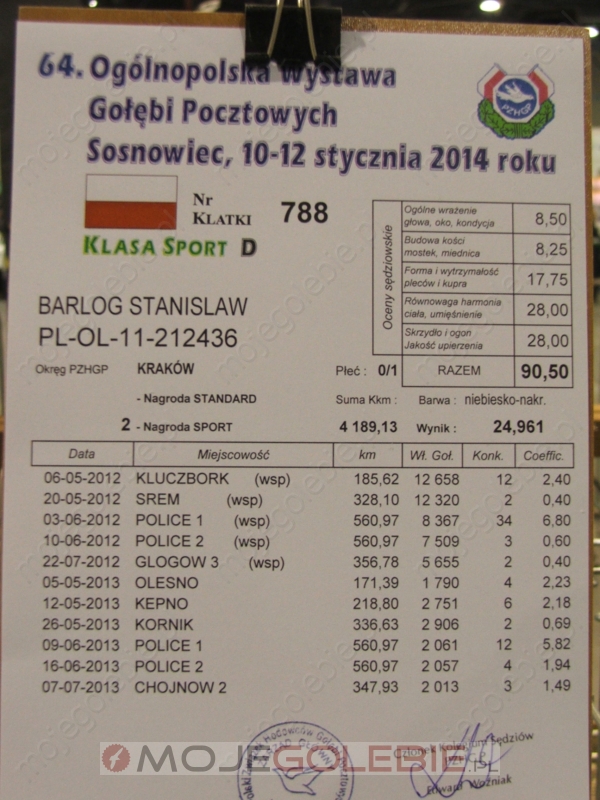 64. Ogólnopolska Wystawa
Gołębi Pocztowych
Sosnowiec, 10-12 stycznia 2014 roku
PZHGP
Nr
KLATKI 788
KLASA SPORT D
Oceny sędziowskie
Ogólne wrażenie
głowa, oko, kondycja 8,50
Budowa kości
mostek, miednica 8,25
Forma i wytrzymałość
pleców i kupra 17,75
Równowaga harmonia
ciała, umięśnienie 28,00
Skrzydło i ogon
Jakość upierzenia 28,00
BARLOG STANISLAW
PL-OL-11-212436
Okręg PZHGP KRAKÓW Płeć : 0/1 RAZEM 90,50
- Nagroda STANDARD Suma Kkm : Barwa : niebiesko-nakr.
2 - Nagroda SPORT 4 189,13 Wynik : 24,961
Data Miejscowość km Wł. Goł. Konk. Coeffic.
06-05-2012 KLUCZBORK (wsp) 185,62 12 658 12 2,40
20-05-2012 SREM (wsp) 328,10 12 320 2 0,40
03-06-2012 POLICE 1 (wsp) 560,97 8 367 34 6,80
10-06-2012 POLICE 2 (wsp) 560,97 7 509 3 0,60
22-07-2012 GLOGOW 3 (wsp) 356,78 5 655 2 0,40
05-05-2013 OLESNO 171,39 1 790 4 2,23
12-05-2013 KEPNO 218,80 2 751 6 2,18
26-05-2013 KORNIK 336,63 2 906 2 0,69
09-06-2013 POLICE 1 560,97 2 061 12 5,82
16-06-2013 POLICE 2 560,97 2 057 4 1,94
07-07-2013 CHOJNOW 2 347,93 2 013 3 1,49
Członek Kolegium Sędziów
MOJEGOLEBIE.PL
Edward Woźniak